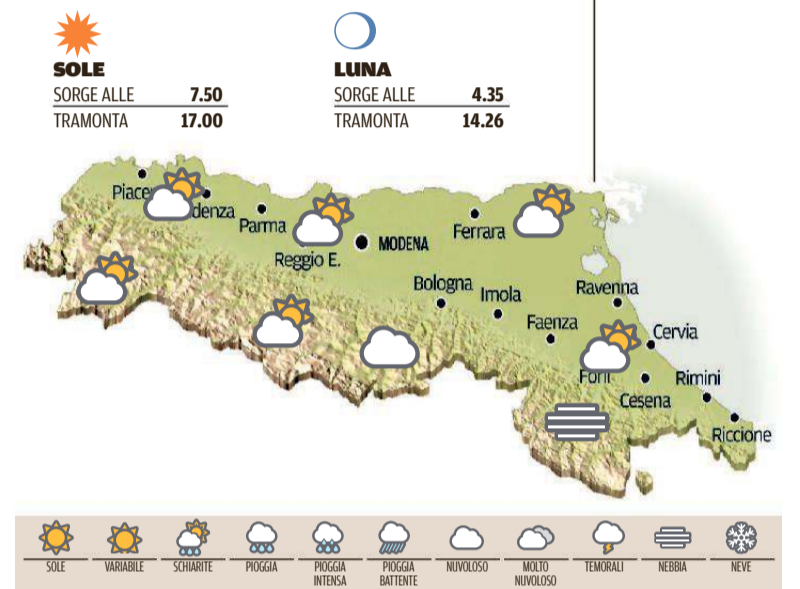 SOLE
SORGE ALLE 7.50
TRAMONTA 17.00
LUNA
SORGE ALLE 4.35
TRAMONTA 14.26
Parma
Reggio E.
MODENA
Ferrara
Bologna
Imola
Faenza
Ravenna
Cervia
Forlì
Cesena
Rimini
Riccione
SOLE
VARIABILE
SCHIARITE
PIOGGIA
PIOGGIA
INTENSA
PIOGGIA
BATTENTE
NUVOLOSO
MOLTO
NUVOLOSO
TEMORALI
NEBBIA
NEVE